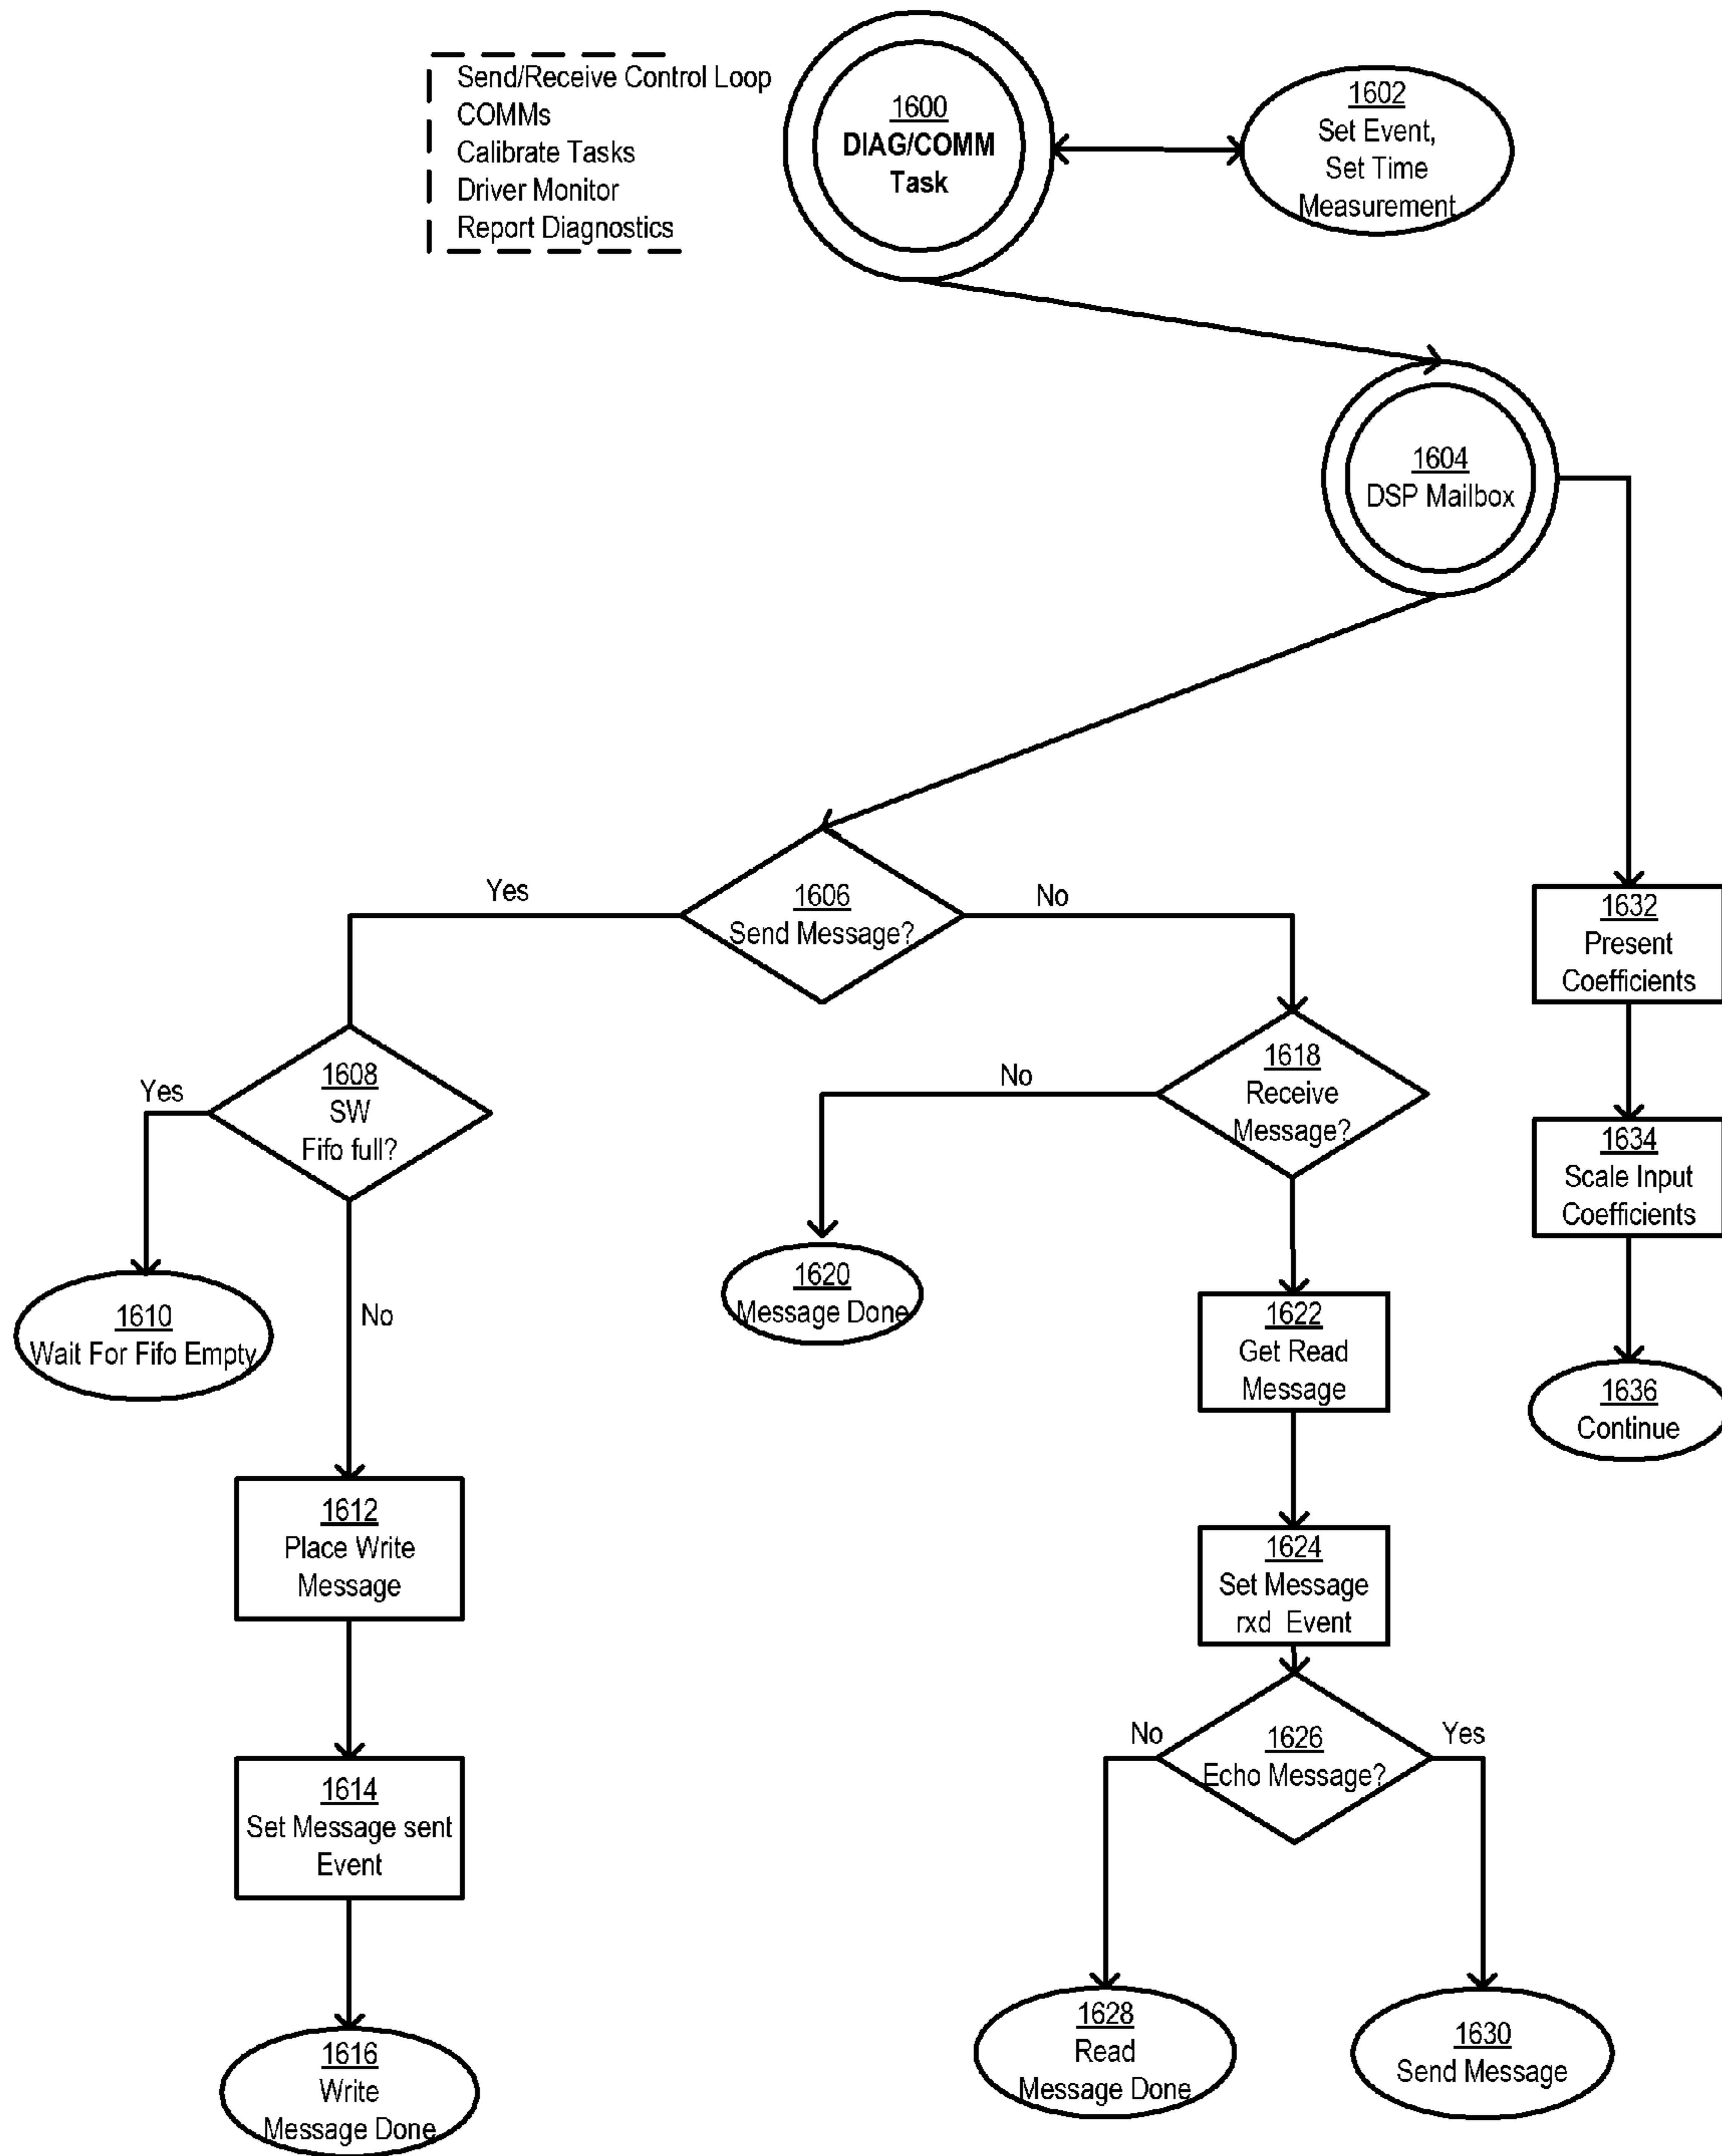 Send/Receive Control Loop
COMMs
Calibrate Tasks
Driver Monitor
Report Diagnostics
1600
DIAG/COMM
Task
1602
Set Event,
Set Time
Measurement
1604
DSP Mailbox
1606
Send Message?
Yes
No
1608
SW
Fifo full?
Yes
No
1610
Wait For Fifo Empty
1612
Place Write
Message
1614
Set Message sent
Event
1616
Write
Message Done
1618
Receive
Message?
No
1620
Message Done
1622
Get Read
Message
1624
Set Message
rxd Event
1626
Echo Message?
No
Yes
1628
Read
Message Done
1630
Send Message
1632
Present
Coefficients
1634
Scale Input
Coefficients
1636
Continue